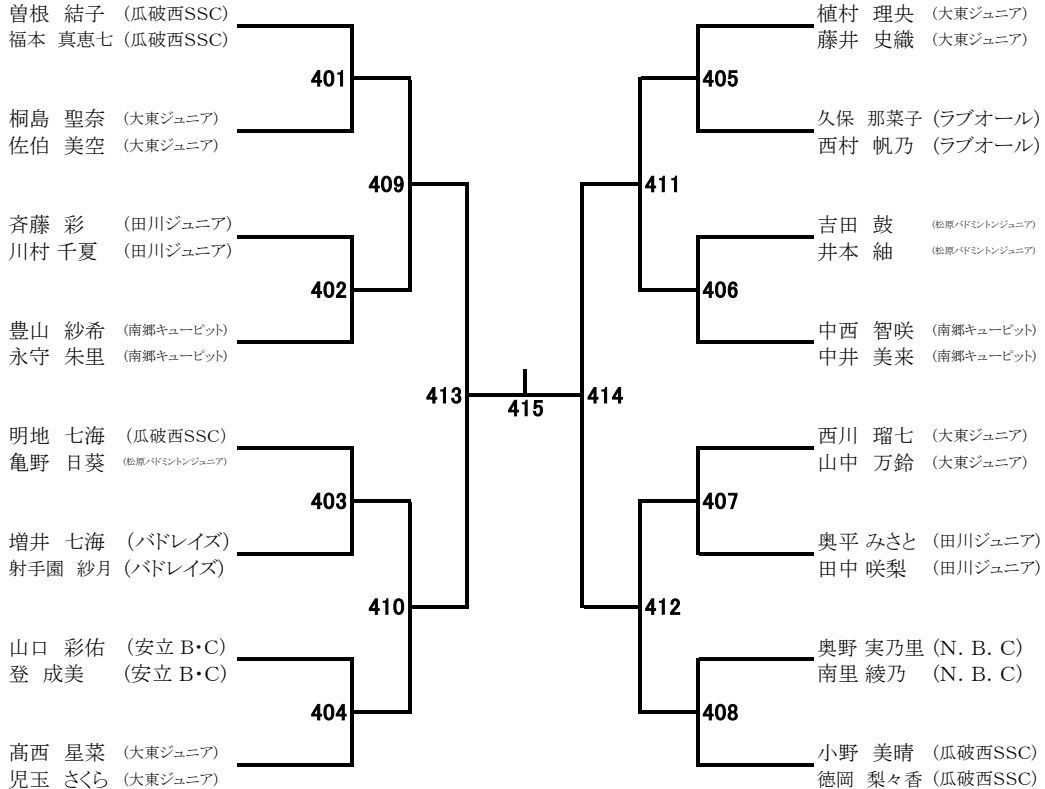 曽根 結子 (瓜破西SSC)
福本 真恵七 (瓜破西SSC)
401
桐島 聖奈 (大東ジュニア)
佐伯 美空 (大東ジュニア)
409
斉藤 彩 (田川ジュニア)
川村 千夏 (田川ジュニア)
402
豊山 紗希 (南郷キューピット)
永守 朱里 (南郷キューピット)
413
明地 七海 (瓜破西SSC)
亀野 日葵 (松原バドミントンジュニア)
403
増井 七海 (バドレイズ)
射手園 紗月 (バドレイズ)
410
山口 彩佑 (安立 B・C)
登 成美 (安立 B・C)
404
髙西 星菜 (大東ジュニア)
児玉 さくら (大東ジュニア)
415
植村 理央 (大東ジュニア)
藤井 史織 (大東ジュニア)
405
久保 那菜子 (ラブオール)
西村 帆乃 (ラブオール)
411
吉田 鼓 (松原バドミントンジュニア)
井本 紬 (松原バドミントンジュニア)
406
中西 智咲 (南郷キューピット)
中井 美来 (南郷キューピット)
414
西川 瑠七 (大東ジュニア)
山中 万鈴 (大東ジュニア)
407
奥平 みさと (田川ジュニア)
田中 咲梨 (田川ジュニア)
412
奥野 実乃里 (N. B. C)
南里 綾乃 (N. B. C)
408
小野 美晴 (瓜破西SSC)
徳岡 梨々香 (瓜破西SSC)